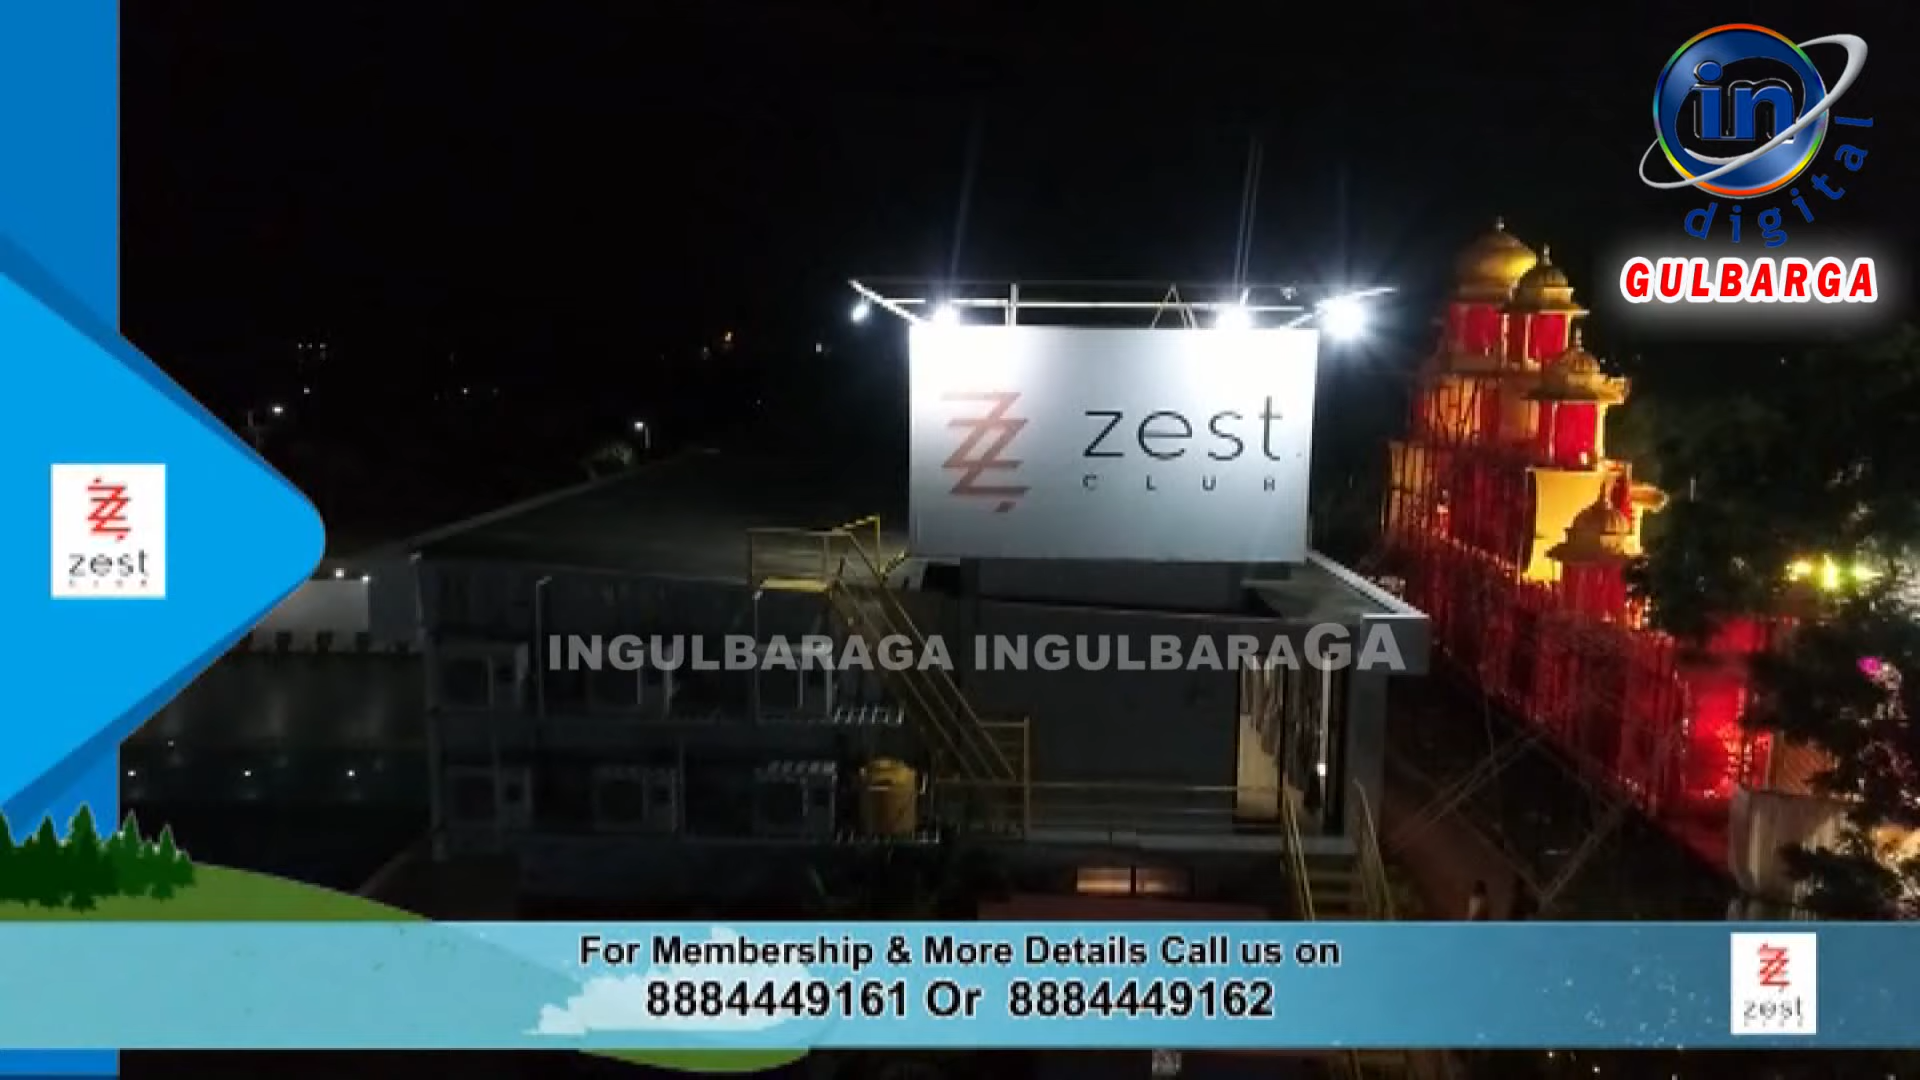 in
digital
GULBARGA
zest
CLUB
zest
CLUB
INGULBARAGA INGULBARAGA
For Membership & More Details Call us on
8884449161 Or 8884449162
zest